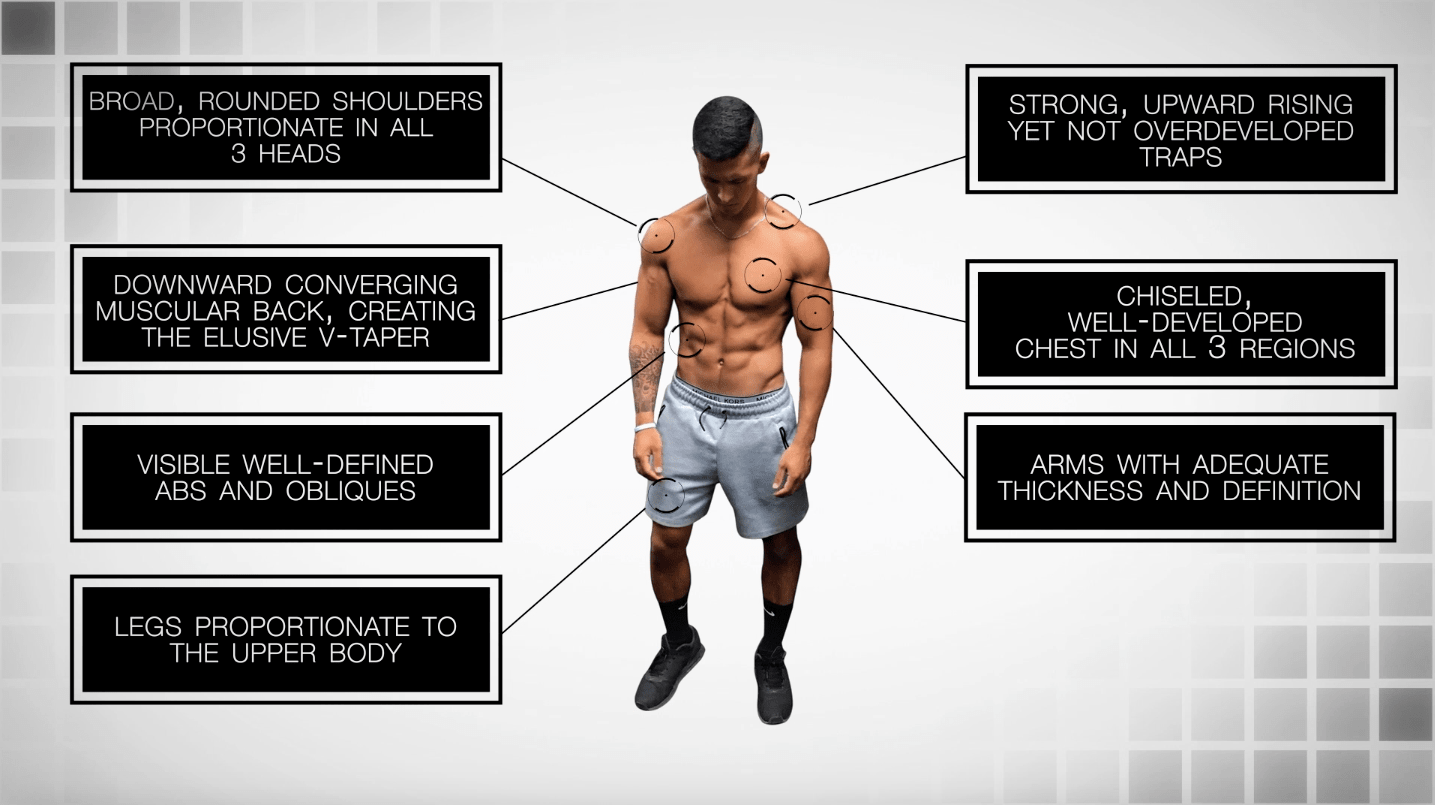 BROAD, ROUNDED SHOULDERS
PROPORTIONATE IN ALL
3 HEADS
DOWNWARD CONVERGING
MUSCULAR BACK, CREATING
THE ELUSIVE V-TAPER
VISIBLE WELL-DEFINED
ABS AND OBLIQUES
LEGS PROPORTIONATE TO
THE UPPER BODY
STRONG, UPWARD RISING
YET NOT OVERDEVELOPED
TRAPS
CHISELED,
WELL-DEVELOPED
CHEST IN ALL 3 REGIONS
ARMS WITH ADEQUATE
THICKNESS AND DEFINITION
MICHAEL KORS